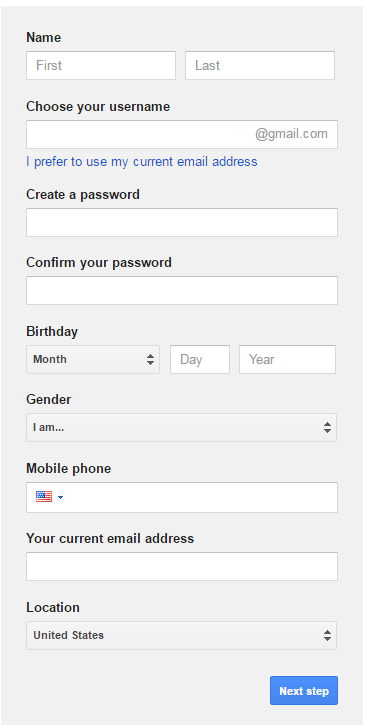 Name
First Last
Choose your username
@gmail.com
I prefer to use my current email address
Create a password
Confirm your password
Birthday
Month Day Year
Gender
I am...
Mobile phone
Your current email address
Location
United States
Next step